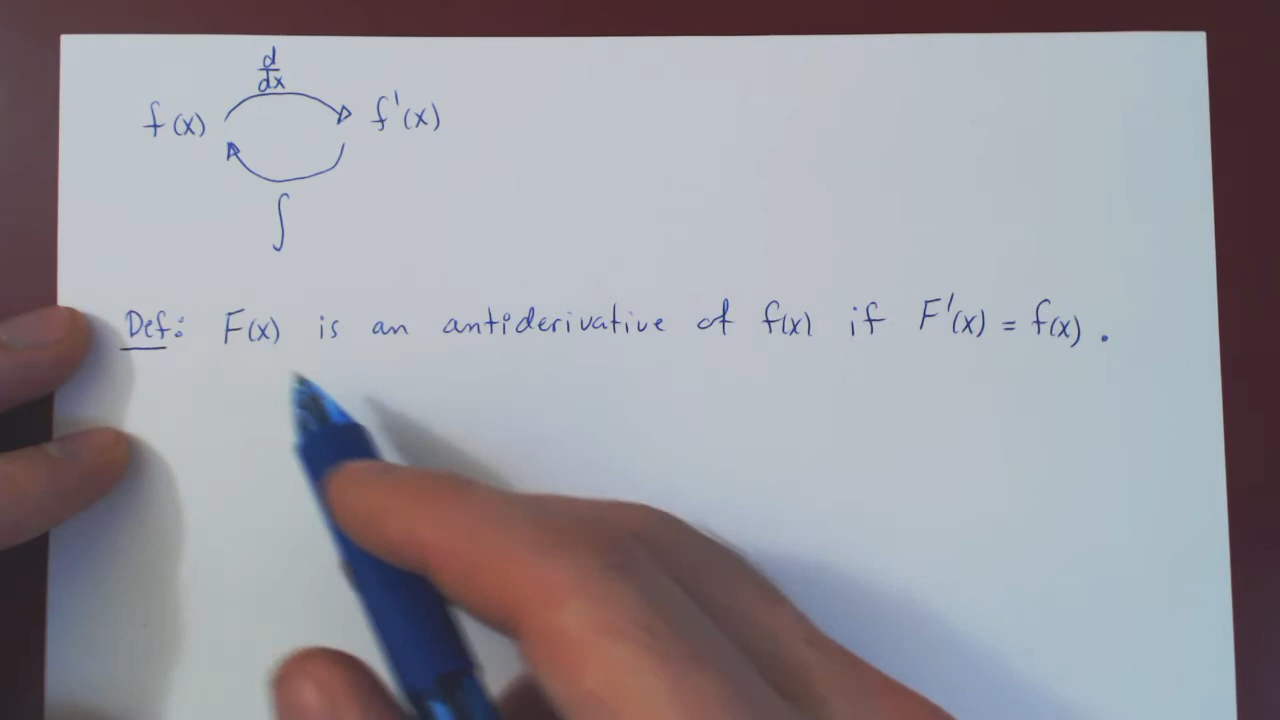 d/dx
f(x) f'(x)
∫
Def: F(x) is an antiderivative of f(x) if F'(x) = f(x).